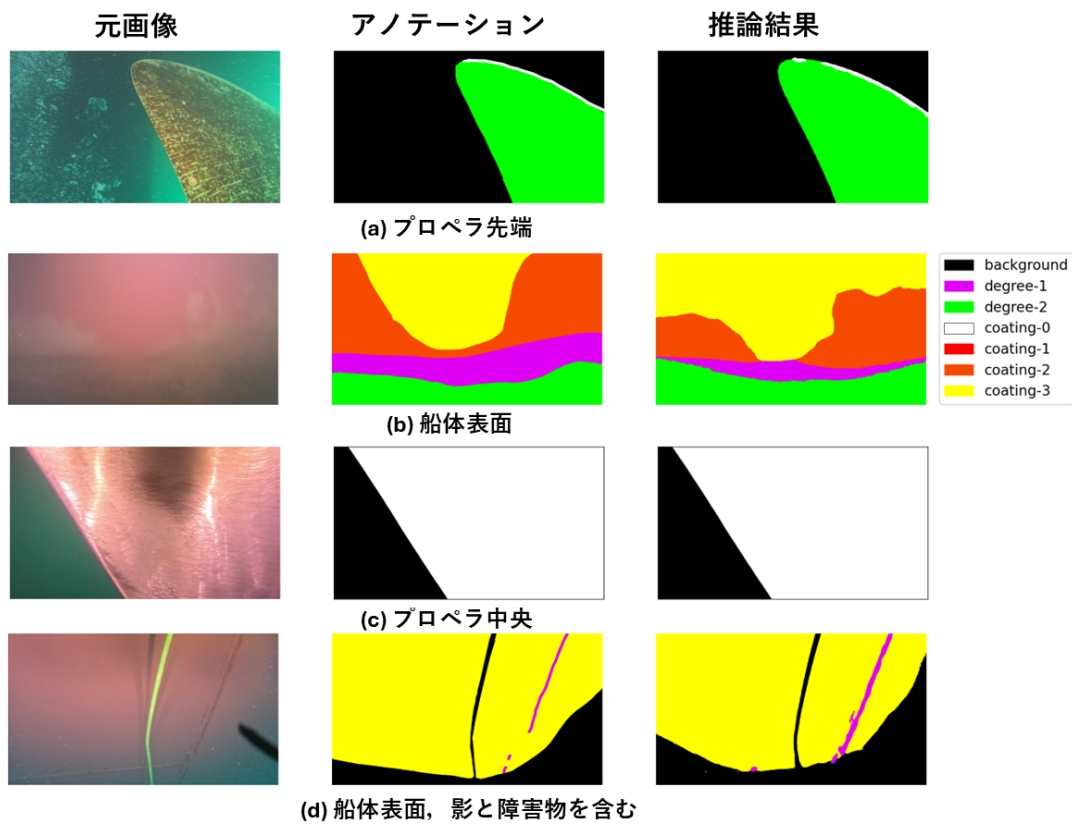 元画像 アノテーション 推論結果
(a) プロペラ先端
background
degree-1
degree-2
coating-0
coating-1
coating-2
coating-3
(b) 船体表面
(c) プロペラ中央
(d) 船体表面，影と障害物を含む